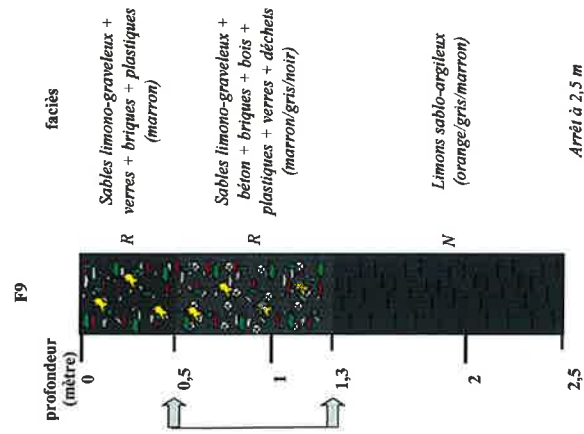 F9
profondeur
(mètre)
faciès
0
R
Sables limono-graveleux +
verres + briques + plastiques
(marron)
0,5
R
Sables limono-graveleux +
béton + briques + bois +
plastiques + verres + déchets
(marron/gris/noir)
1
1,3
N
Limons sablo-argileux
(orange/gris/marron)
2
2,5
Arrêt à 2,5 m